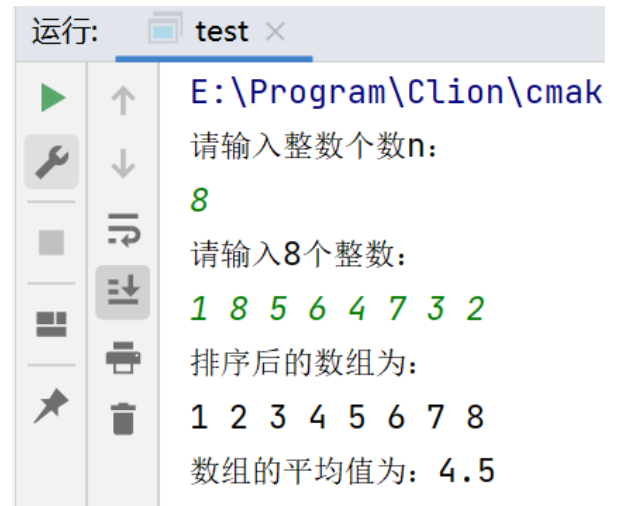 运行: test
E:\Program\Clion\cmak
请输入整数个数n:
8
请输入8个整数:
1 8 5 6 4 7 3 2
排序后的数组为:
1 2 3 4 5 6 7 8
数组的平均值为: 4.5